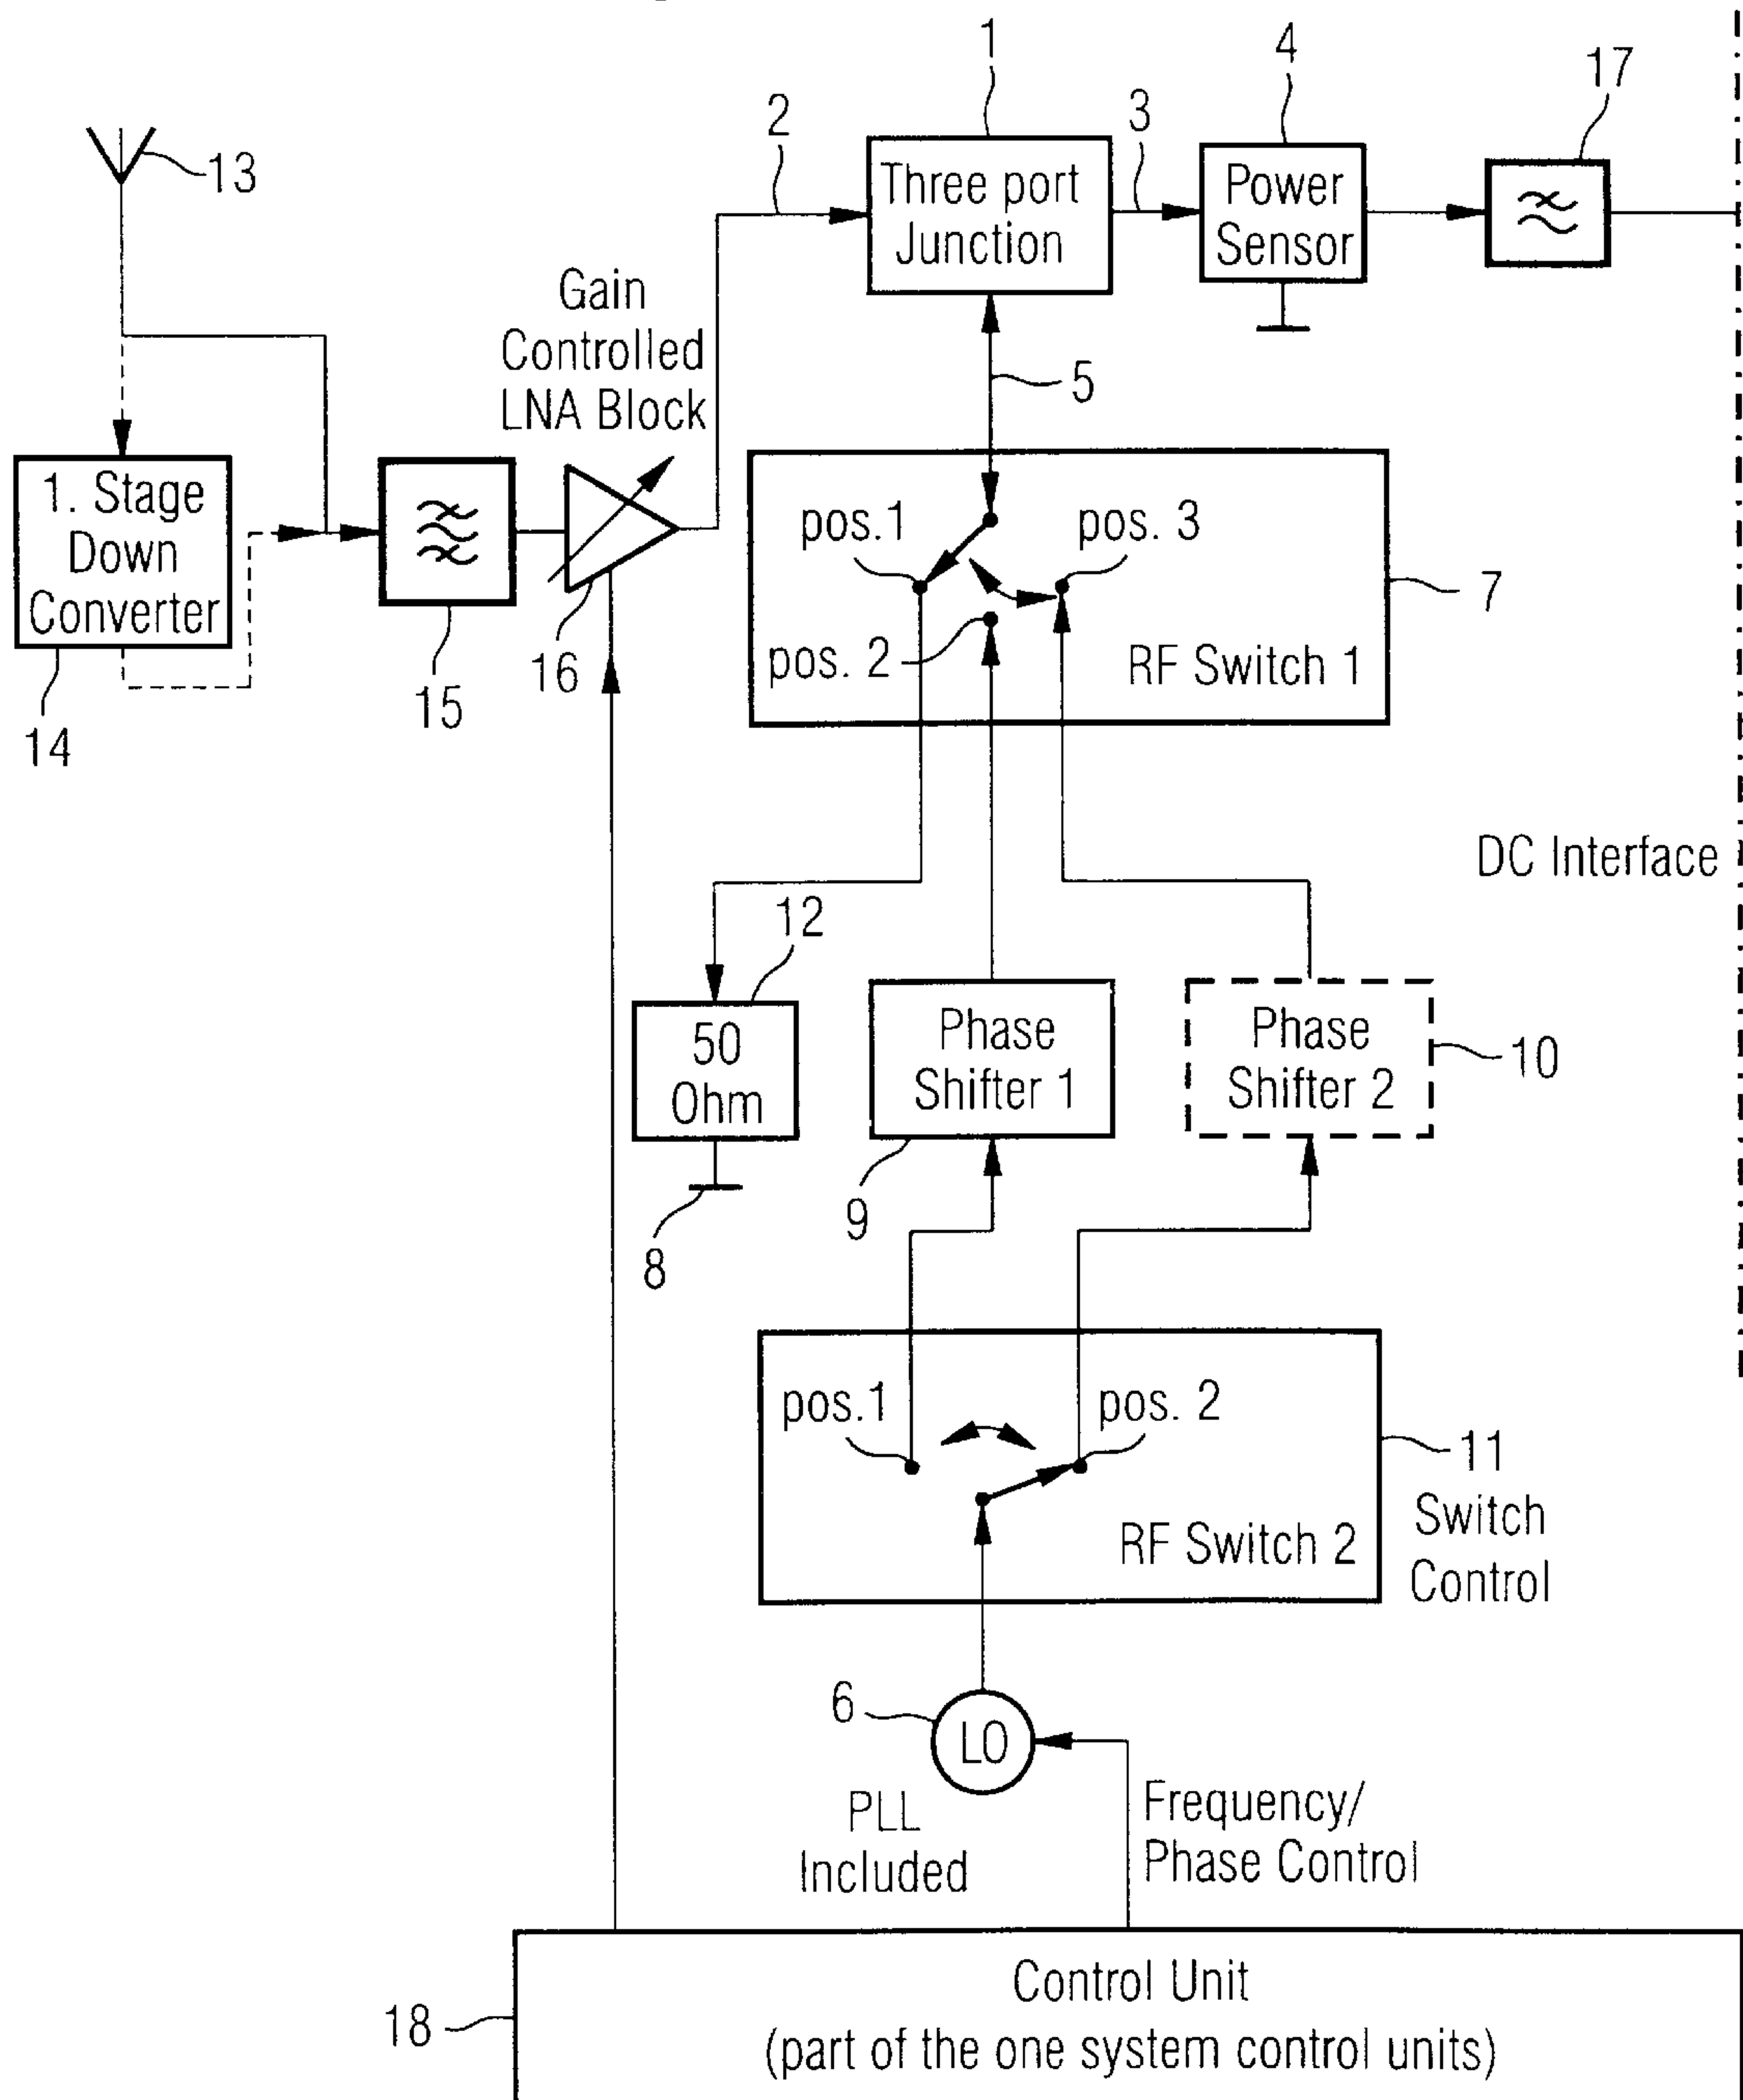 1
4
17
2
3
13
Three port
Junction
Power
Sensor
Gain
Controlled
LNA Block
5
1. Stage
Down
Converter
pos.1
pos. 3
7
pos. 2
RF Switch 1
16
15
14
DC Interface
12
50
Ohm
Phase
Shifter 1
Phase
Shifter 2
10
9
8
pos.1
pos. 2
11
Switch
Control
RF Switch 2
6
LO
PLL
Included
Frequency/
Phase Control
18
Control Unit
(part of the one system control units)